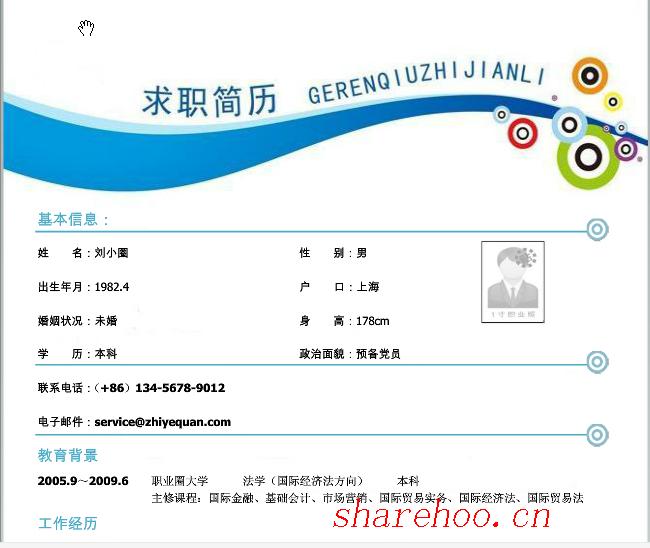 求职简历 GERENQIUZHIJIANLI
基本信息：
姓　　名：刘小圈 性　　别：男
出生年月：1982.4 户　　口：上海
婚姻状况：未婚 身　　高：178cm
1寸职业照
学　　历：本科 政治面貌：预备党员
联系电话：（+86）134-5678-9012
电子邮件：service@zhiyequan.com
教育背景
2005.9～2009.6 职业圈大学 法学（国际经济法方向） 本科
主修课程：国际金融、基础会计、市场营销、国际贸易实务、国际经济法、国际贸易法
sharehoo.cn
工作经历